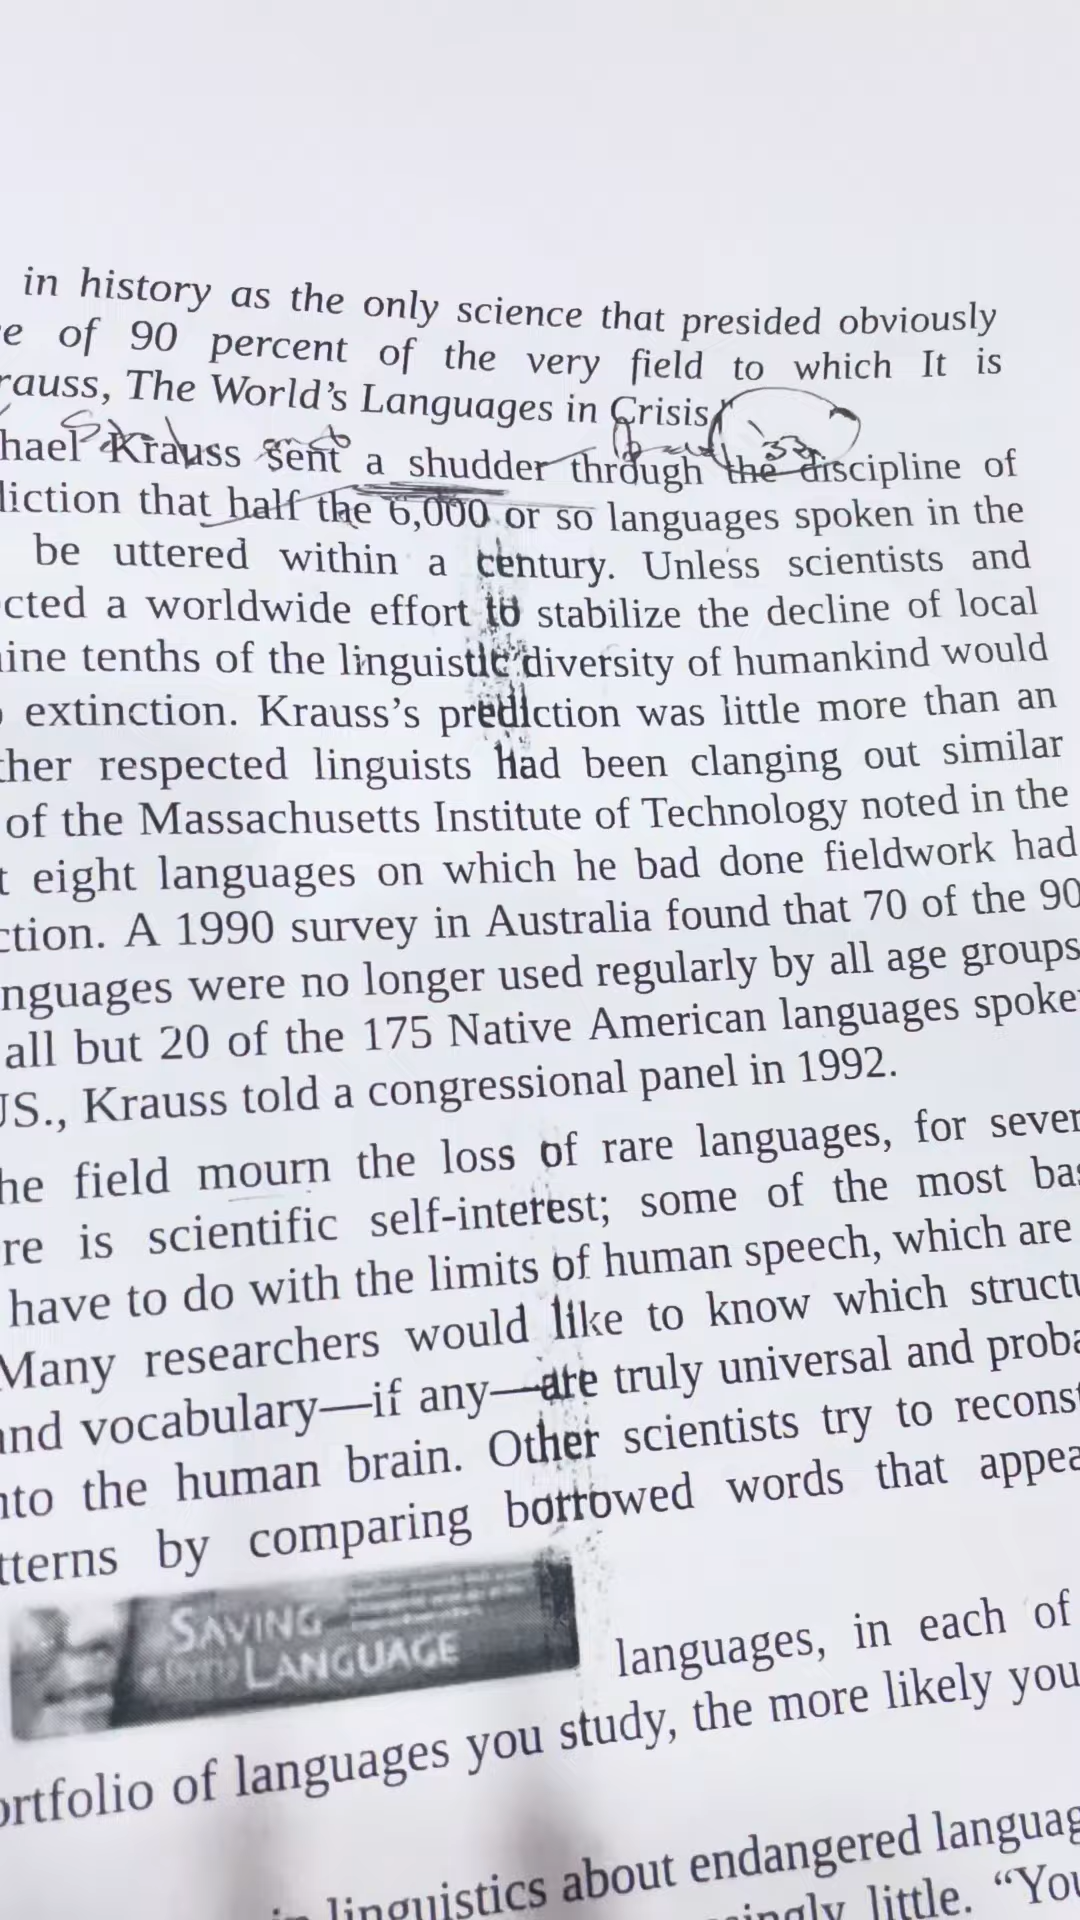 in history as the only science that presided obviously
of 90 percent of the very field to which It is
rauss, The World's Languages in Crisis
hael Krauss sent a shudder through the discipline of
diction that half the 6,000 or so languages spoken in the
be uttered within a century. Unless scientists and
cted a worldwide effort to stabilize the decline of local
ine tenths of the linguistic diversity of humankind would
extinction. Krauss's prediction was little more than an
ther respected linguists had been clanging out similar
of the Massachusetts Institute of Technology noted in the
t eight languages on which he bad done fieldwork had
ction. A 1990 survey in Australia found that 70 of the 90
nguages were no longer used regularly by all age groups
all but 20 of the 175 Native American languages spoke
US., Krauss told a congressional panel in 1992.
he field mourn the loss of rare languages, for sever
re is scientific self-interest; some of the most bas
have to do with the limits of human speech, which are
Many researchers would like to know which structu
and vocabulary—if any—are truly universal and proba
nto the human brain. Other scientists try to reconst
tterns by comparing borrowed words that appea
SAVING
LANGUAGE
languages, in each of
ortfolio of languages you study, the more likely you
in linguistics about endangered languag
ingly little. "You